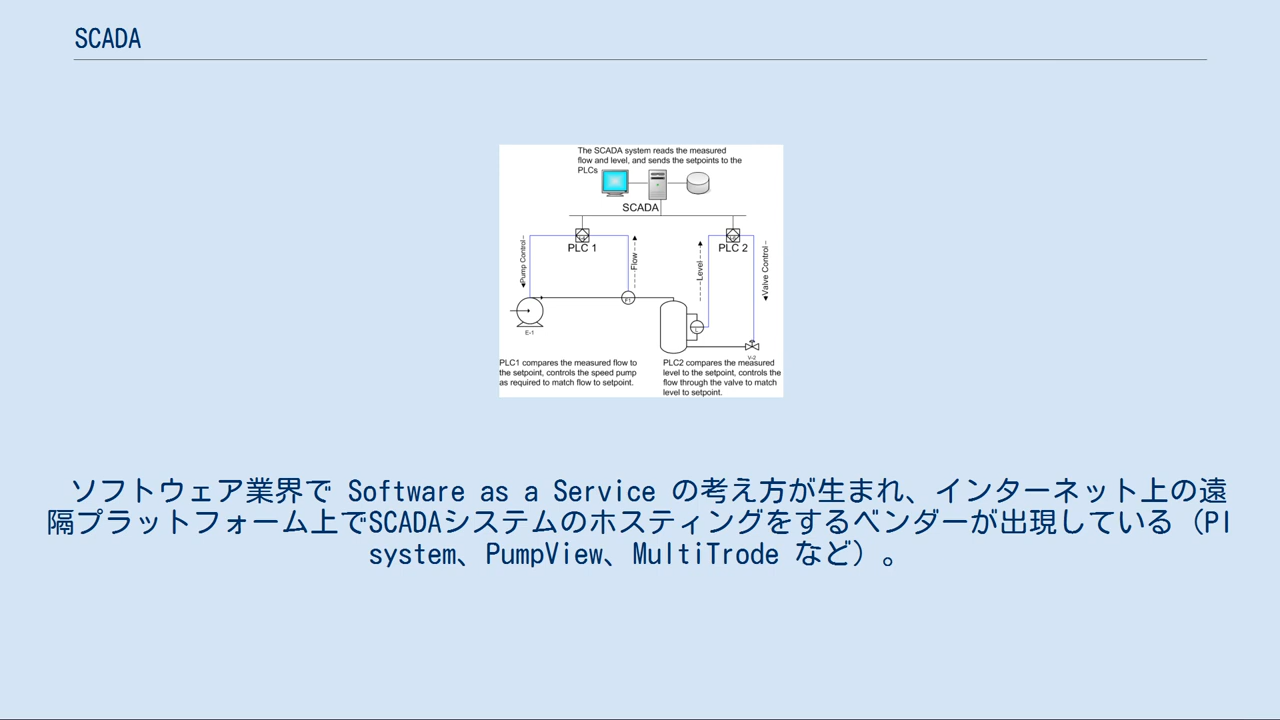 SCADA
The SCADA system reads the measured
flow and level, and sends the setpoints to the
PLCs
SCADA
PLC 1
PLC 2
Pump Control
Flow
Level
Valve Control
E-1
V-2
PLC1 compares the measured flow to
the setpoint, controls the speed pump
as required to match flow to setpoint.
PLC2 compares the measured
level to the setpoint, controls the
flow through the valve to match
level to setpoint.
ソフトウェア業界で Software as a Service の考え方が生まれ、インターネット上の遠
隔プラットフォーム上でSCADAシステムのホスティングをするベンダーが出現している（PI
system、PumpView、MultiTrode など）。